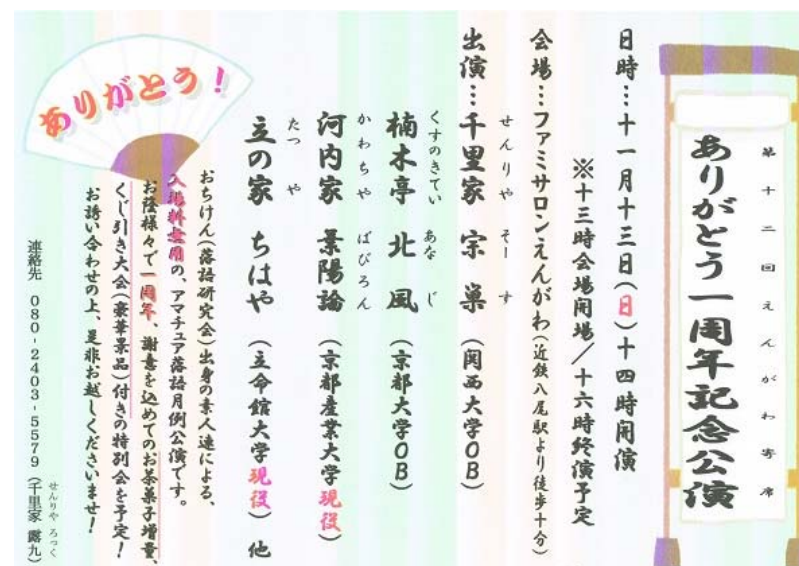 第十二回えんがわ寄席
ありがとう一周年記念公演
日時…十一月十三日(日)十四時開演
※十三時会場開場/十六時終演予定
会場…ファミサロンえんがわ(近鉄八尾駅より徒歩十分)
せんりや そーす
出演…千里家 宗巣(関西大学OB)
くすのきてい あなじ
楠木亭 北風(京都大学OB)
かわちや ばびろん
河内家 葉陽論(京都産業大学現役)
たつ や
立の家 ちはや(立命館大学現役)他
おちけん(落語研究会)出身の素人達による、
入場料無用の、アマチュア落語月例公演です。
お蔭様々で一周年、謝意を込めてのお茶菓子増量、
くじ引き大会(豪華景品)付きの特別会を予定!
お誘い合わせの上、是非お越しくださいませ!
せんりや ろっく
連絡先 080-2403-5579(千里家 露九)
ありがとう!